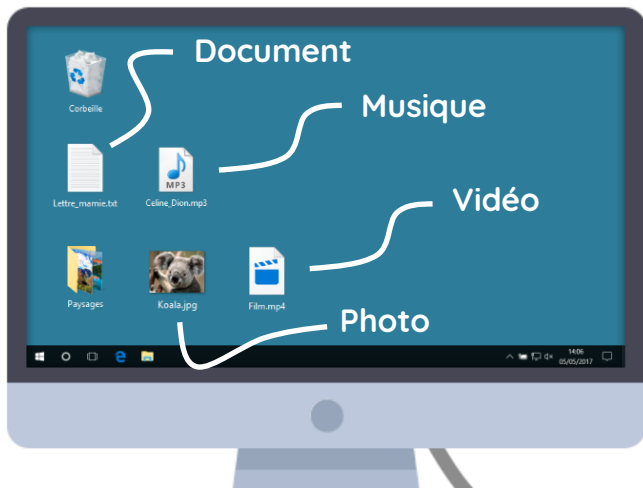 Document
Corbeille
Musique
MP3
Lettre_mamie.txt
Celine_Dion.mp3
Vidéo
Paysages
Koala.jpg
Film.mp4
Photo
14:06
05/05/2017